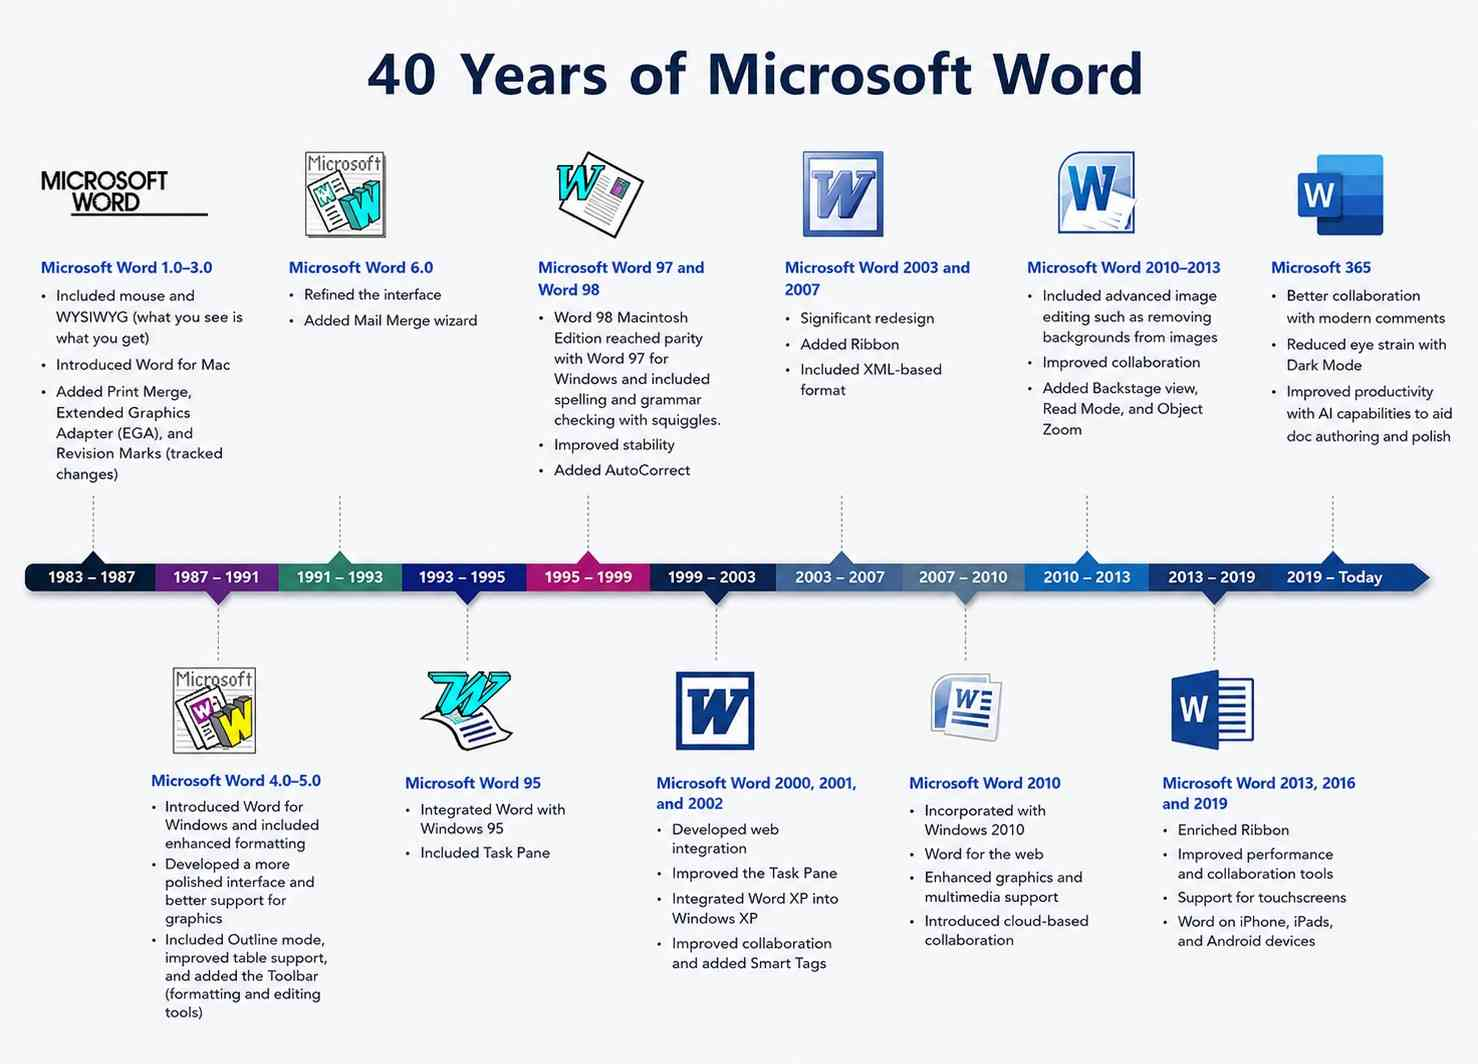 40 Years of Microsoft Word
MICROSOFT
WORD
Microsoft Word 1.0–3.0
• Included mouse and
WYSIWYG (what you see is
what you get)
• Introduced Word for Mac
• Added Print Merge,
Extended Graphics
Adapter (EGA), and
Revision Marks (tracked
changes)
Microsoft
W
W
Microsoft Word 6.0
• Refined the interface
• Added Mail Merge wizard
W
Microsoft Word 97 and
Word 98
• Word 98 Macintosh
Edition reached parity
with Word 97 for
Windows and included
spelling and grammar
checking with squiggles.
• Improved stability
• Added AutoCorrect
W
Microsoft Word 2003 and
2007
• Significant redesign
• Added Ribbon
• Included XML-based
format
W
Microsoft Word 2010–2013
• Included advanced image
editing such as removing
backgrounds from images
• Improved collaboration
• Added Backstage view,
Read Mode, and Object
Zoom
W
Microsoft 365
• Better collaboration
with modern comments
• Reduced eye strain with
Dark Mode
• Improved productivity
with AI capabilities to aid
doc authoring and polish
1983 – 1987
1987 – 1991
1991 – 1993
1993 – 1995
1995 – 1999
1999 – 2003
2003 – 2007
2007 – 2010
2010 – 2013
2013 – 2019
2019 – Today
Microsoft
W
W
Microsoft Word 4.0–5.0
• Introduced Word for
Windows and included
enhanced formatting
• Developed a more
polished interface and
better support for
graphics
• Included Outline mode,
improved table support,
and added the Toolbar
(formatting and editing
tools)
W
Microsoft Word 95
• Integrated Word with
Windows 95
• Included Task Pane
W
Microsoft Word 2000, 2001,
and 2002
• Developed web
integration
• Improved the Task Pane
• Integrated Word XP into
Windows XP
• Improved collaboration
and added Smart Tags
W
Microsoft Word 2010
• Incorporated with
Windows 2010
• Word for the web
• Enhanced graphics and
multimedia support
• Introduced cloud-based
collaboration
W
Microsoft Word 2013, 2016
and 2019
• Enriched Ribbon
• Improved performance
and collaboration tools
• Support for touchscreens
• Word on iPhone, iPads,
and Android devices